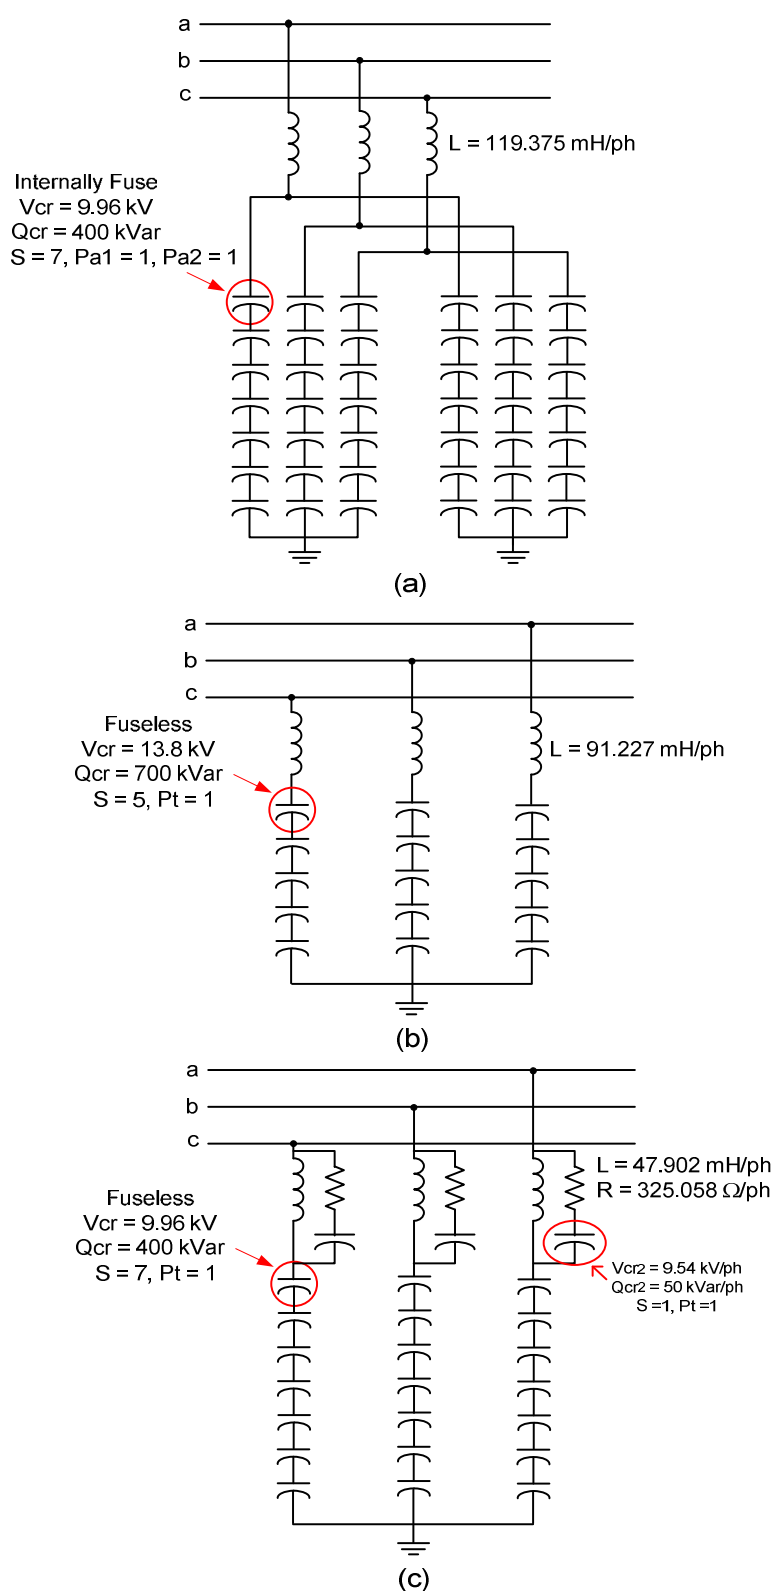 a
b
c
L = 119.375 mH/ph
Internally Fuse
Vcr = 9.96 kV
Qcr = 400 kVar
S = 7, Pa1 = 1, Pa2 = 1
(a)
a
b
c
Fuseless
Vcr = 13.8 kV
Qcr = 700 kVar
S = 5, Pt = 1
L = 91.227 mH/ph
(b)
a
b
c
L = 47.902 mH/ph
R = 325.058 Ω/ph
Fuseless
Vcr = 9.96 kV
Qcr = 400 kVar
S = 7, Pt = 1
Vcr2 = 9.54 kV/ph
Qcr2 = 50 kVar/ph
S =1, Pt =1
(c)